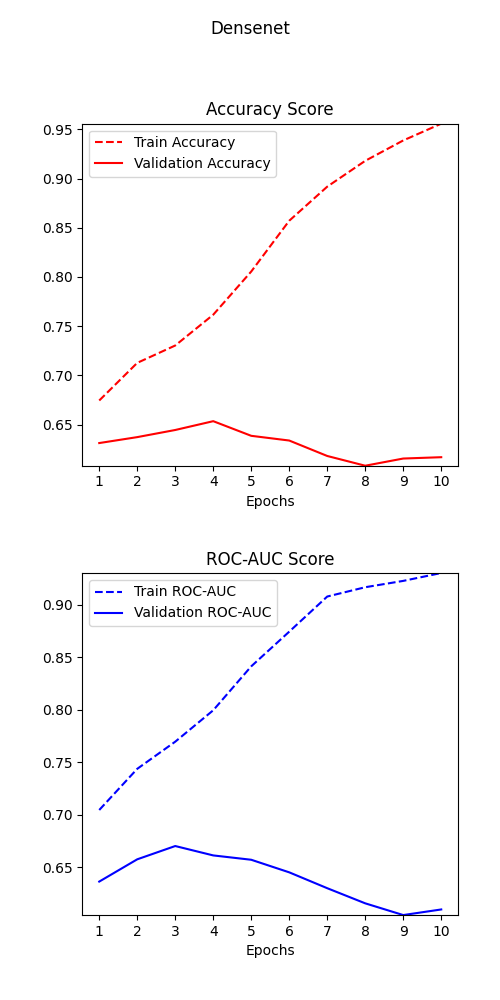 Densenet
Accuracy Score
Train Accuracy
Validation Accuracy
0.95
0.90
0.85
0.80
0.75
0.70
0.65
1 2 3 4 5 6 7 8 9 10
Epochs
ROC-AUC Score
Train ROC-AUC
Validation ROC-AUC
0.90
0.85
0.80
0.75
0.70
0.65
1 2 3 4 5 6 7 8 9 10
Epochs